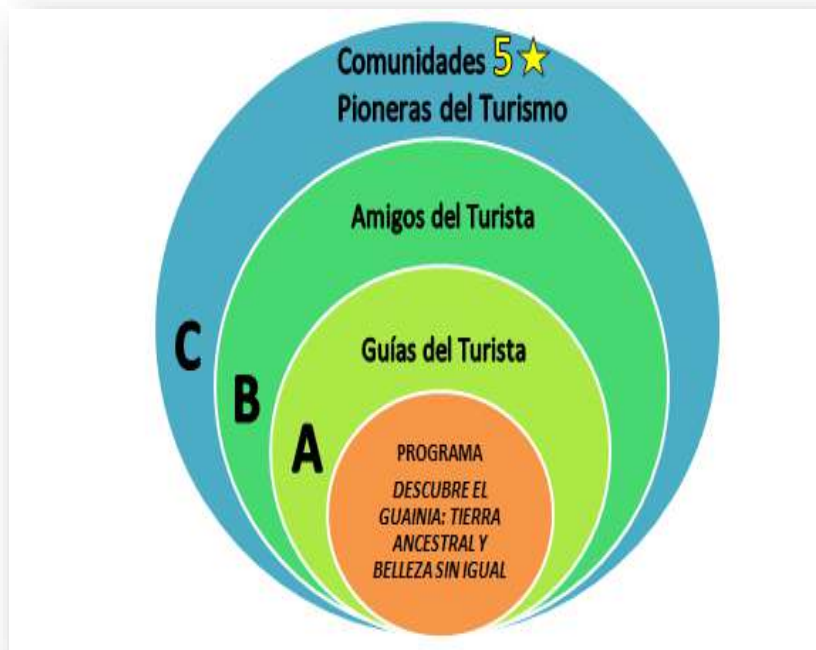 Comunidades 5★
Pioneras del Turismo
Amigos del Turista
Guías del Turista
C
B
A
PROGRAMA
DESCUBRE EL
GUAINIA: TIERRA
ANCESTRAL Y
BELLEZA SIN IGUAL